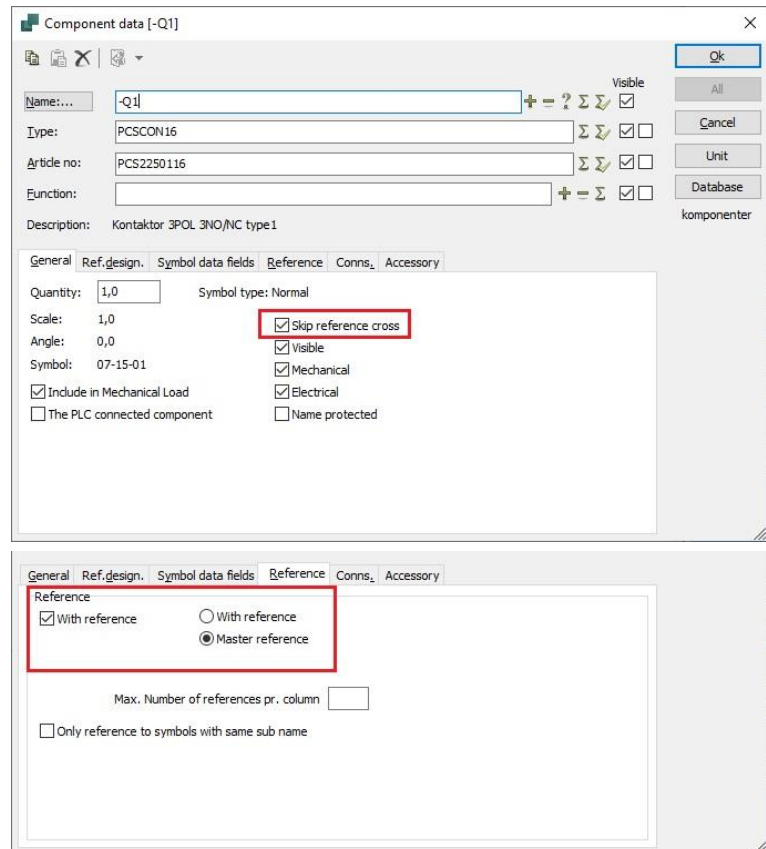 Component data [-Q1]
Ok
Visible
All
Name:... -Q1
Type: PCSCON16
Cancel
Article no: PCS2250116
Unit
Function:
Database
Description: Kontaktor 3POL 3NO/NC type1
komponenter
General Ref.design. Symbol data fields Reference Conns, Accessory
Quantity: 1,0 Symbol type: Normal
Scale: 1,0
Skip reference cross
Angle: 0,0
Visible
Symbol: 07-15-01
Mechanical
Include in Mechanical Load
Electrical
The PLC connected component
Name protected
General Ref.design. Symbol data fields Reference Conns, Accessory
Reference
With reference
With reference
Master reference
Max. Number of references pr. column
Only reference to symbols with same sub name